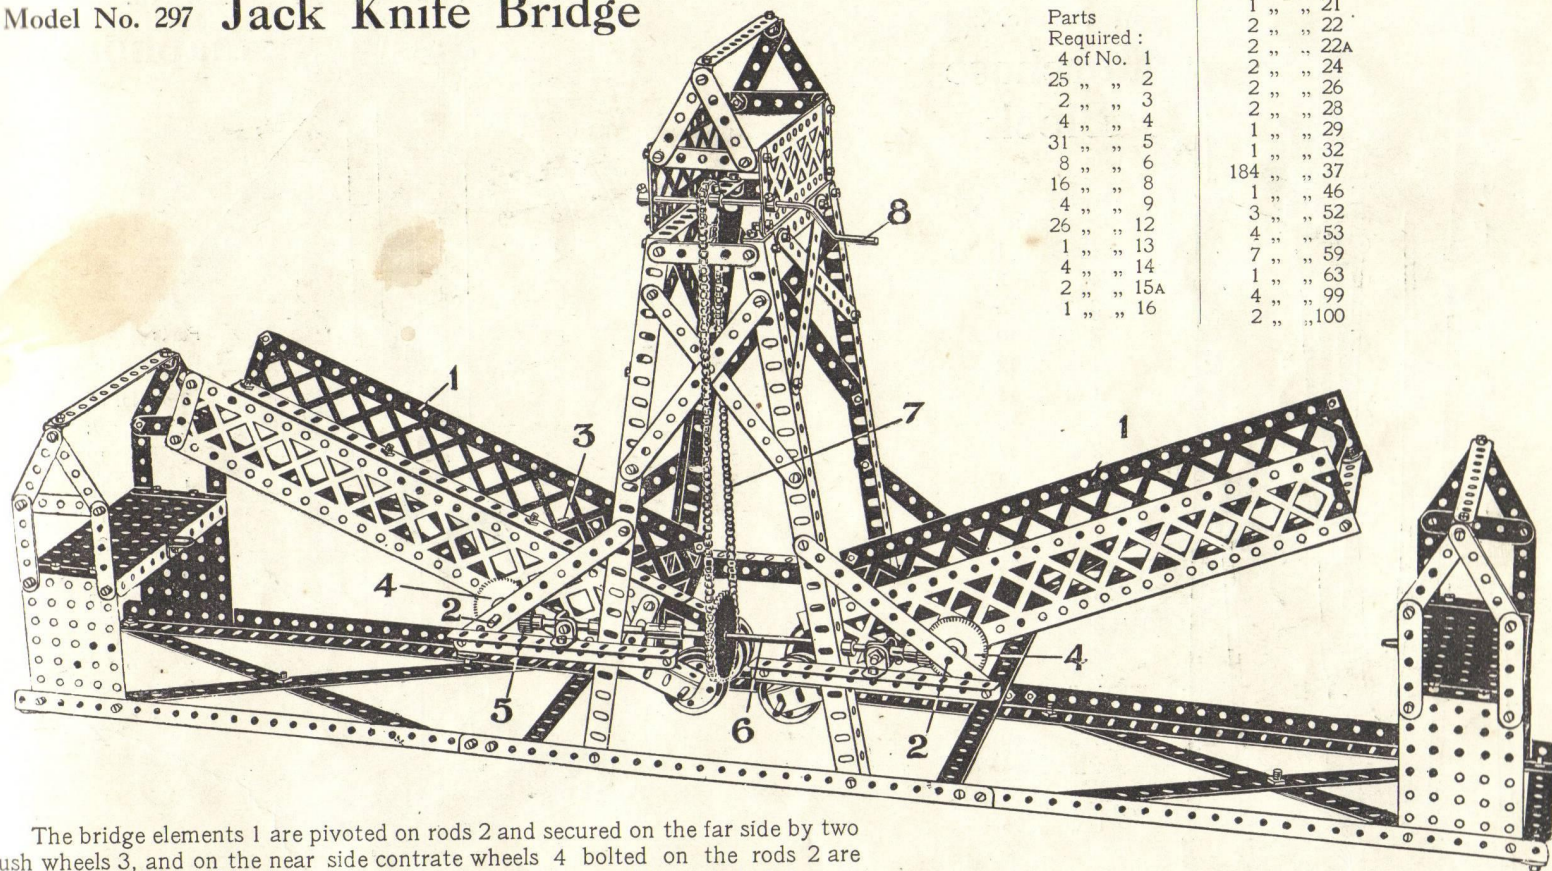 Model No. 297 Jack Knife Bridge
Parts
Required :
4 of No. 1
25 „ „ 2
2 „ „ 3
4 „ „ 4
31 „ „ 5
8 „ „ 6
16 „ „ 8
4 „ „ 9
26 „ „ 12
1 „ „ 13
4 „ „ 14
2 „ „ 15A
1 „ „ 16
1 „ „ 21
2 „ „ 22
2 „ „ 22A
2 „ „ 24
2 „ „ 26
2 „ „ 28
1 „ „ 29
1 „ „ 32
184 „ „ 37
1 „ „ 46
3 „ „ 52
4 „ „ 53
7 „ „ 59
1 „ „ 63
4 „ „ 99
2 „ „ 100
8
1
3
7
1
4
2
5
6
2
4
The bridge elements 1 are pivoted on rods 2 and secured on the far side by two
ush wheels 3, and on the near side contrate wheels 4 bolted on the rods 2 are